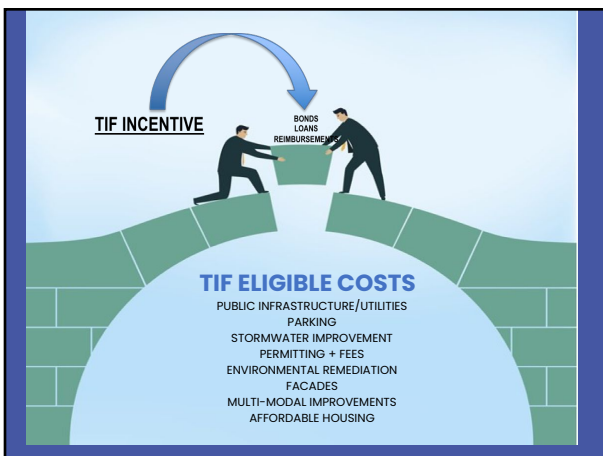 TIF INCENTIVE
BONDS
LOANS
REIMBURSEMENTS
TIF ELIGIBLE COSTS
PUBLIC INFRASTRUCTURE/UTILITIES
PARKING
STORMWATER IMPROVEMENT
PERMITTING + FEES
ENVIRONMENTAL REMEDIATION
FACADES
MULTI-MODAL IMPROVEMENTS
AFFORDABLE HOUSING